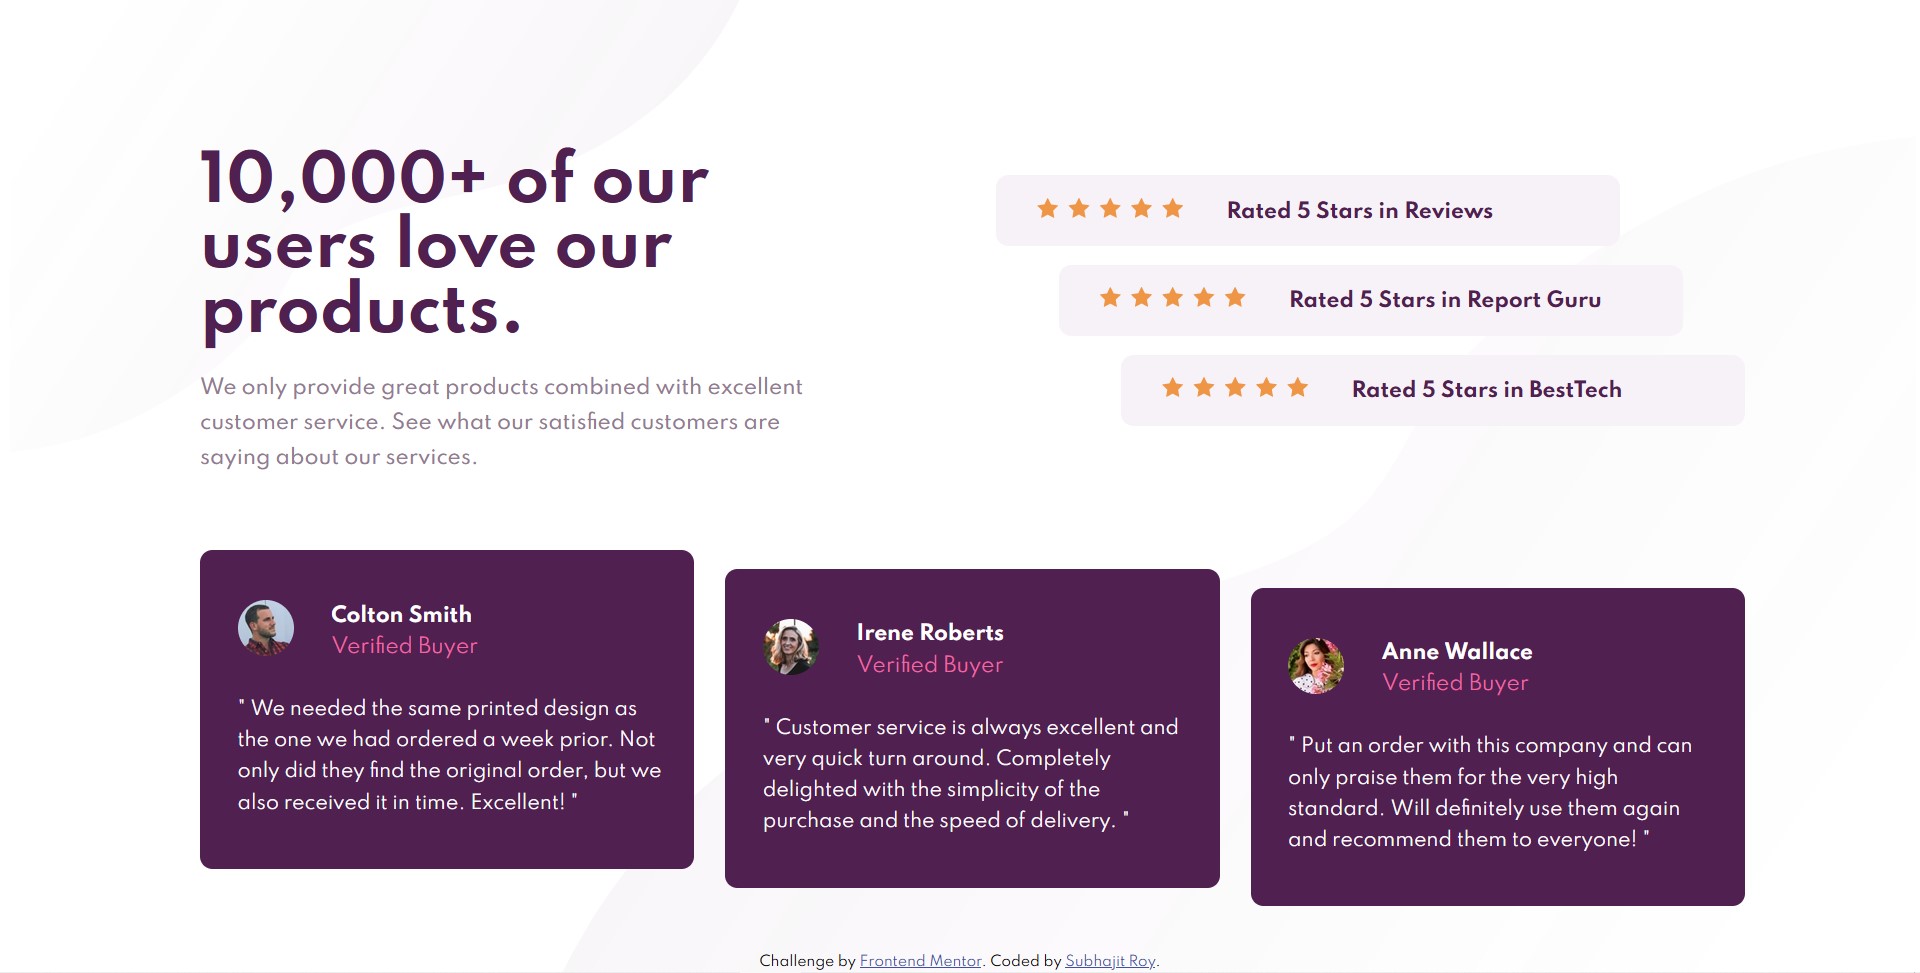 10,000+ of our
users love our
products.
We only provide great products combined with excellent
customer service. See what our satisfied customers are
saying about our services.
Rated 5 Stars in Reviews
Rated 5 Stars in Report Guru
Rated 5 Stars in BestTech
Colton Smith
Verified Buyer
" We needed the same printed design as
the one we had ordered a week prior. Not
only did they find the original order, but we
also received it in time. Excellent! "
Irene Roberts
Verified Buyer
" Customer service is always excellent and
very quick turn around. Completely
delighted with the simplicity of the
purchase and the speed of delivery. "
Anne Wallace
Verified Buyer
" Put an order with this company and can
only praise them for the very high
standard. Will definitely use them again
and recommend them to everyone! "
Challenge by Frontend Mentor. Coded by Subhajit Roy.